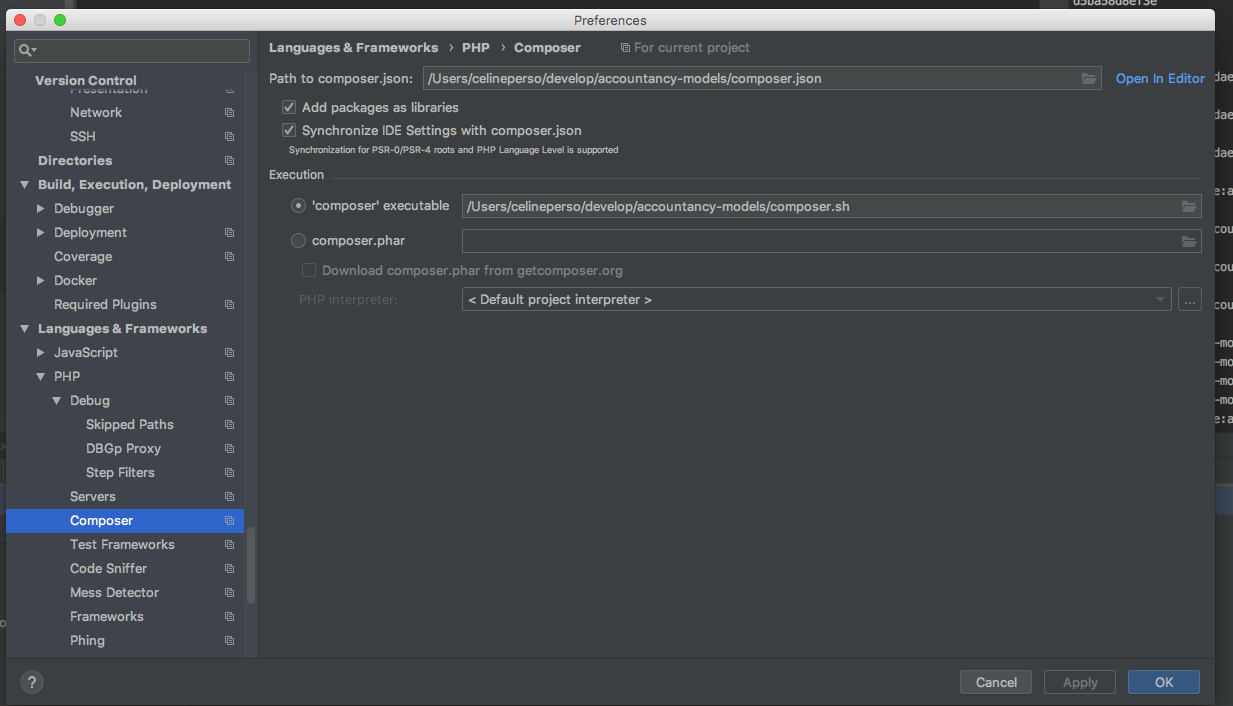 d5ba58d8ef3e
Preferences
Version Control
Presentation
Network
SSH
Directories
Build, Execution, Deployment
Debugger
Deployment
Coverage
Docker
Required Plugins
Languages & Frameworks
JavaScript
PHP
Debug
Skipped Paths
DBGp Proxy
Step Filters
Servers
Composer
Test Frameworks
Code Sniffer
Mess Detector
Frameworks
Phing
Languages & Frameworks › PHP › Composer For current project
Path to composer.json: /Users/celineperso/develop/accountancy-models/composer.json Open In Editor
Add packages as libraries
Synchronize IDE Settings with composer.json
Synchronization for PSR-0/PSR-4 roots and PHP Language Level is supported
Execution
'composer' executable /Users/celineperso/develop/accountancy-models/composer.sh
composer.phar
Download composer.phar from getcomposer.org
PHP interpreter: < Default project interpreter > ...
? Cancel Apply OK
dae
dae
dae
e:a
cou
cou
cou
-mo
-mo
-mo
-mo
e:a